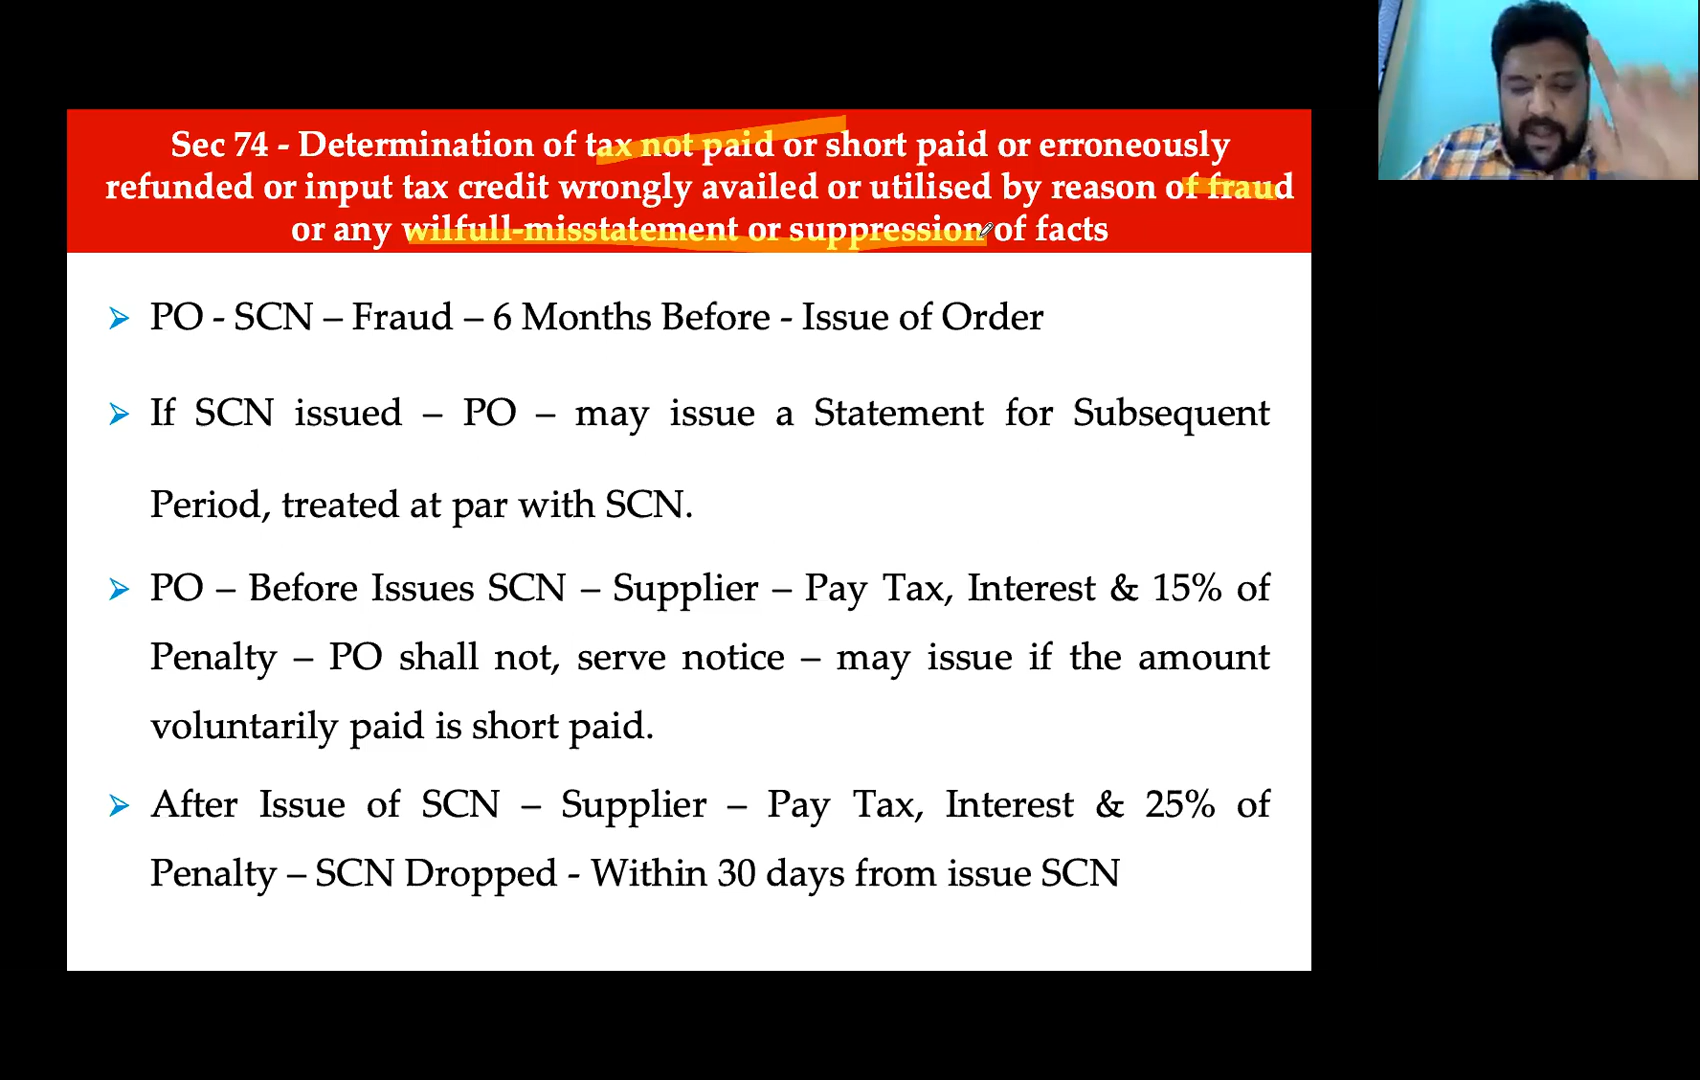 Sec 74 - Determination of tax not paid or short paid or erroneously
refunded or input tax credit wrongly availed or utilised by reason of fraud
or any wilfull-misstatement or suppression of facts
➢ PO - SCN – Fraud – 6 Months Before - Issue of Order
➢ If SCN issued – PO – may issue a Statement for Subsequent
Period, treated at par with SCN.
➢ PO – Before Issues SCN – Supplier – Pay Tax, Interest & 15% of
Penalty – PO shall not, serve notice – may issue if the amount
voluntarily paid is short paid.
➢ After Issue of SCN – Supplier – Pay Tax, Interest & 25% of
Penalty – SCN Dropped - Within 30 days from issue SCN